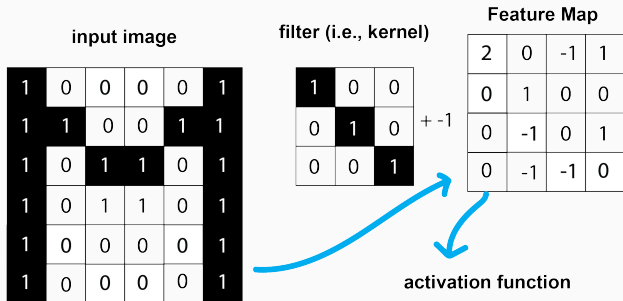 Feature Map
input image
filter (i.e., kernel)
1 0 0 0 0 1
1 1 0 0 1 1
1 0 1 1 0 1
1 0 1 1 0 1
1 0 0 0 0 1
1 0 0 0 0 1
1 0 0
0 1 0
0 0 1
+ -1
2 0 -1 1
0 1 0 0
0 -1 0 1
0 -1 -1 0
activation function